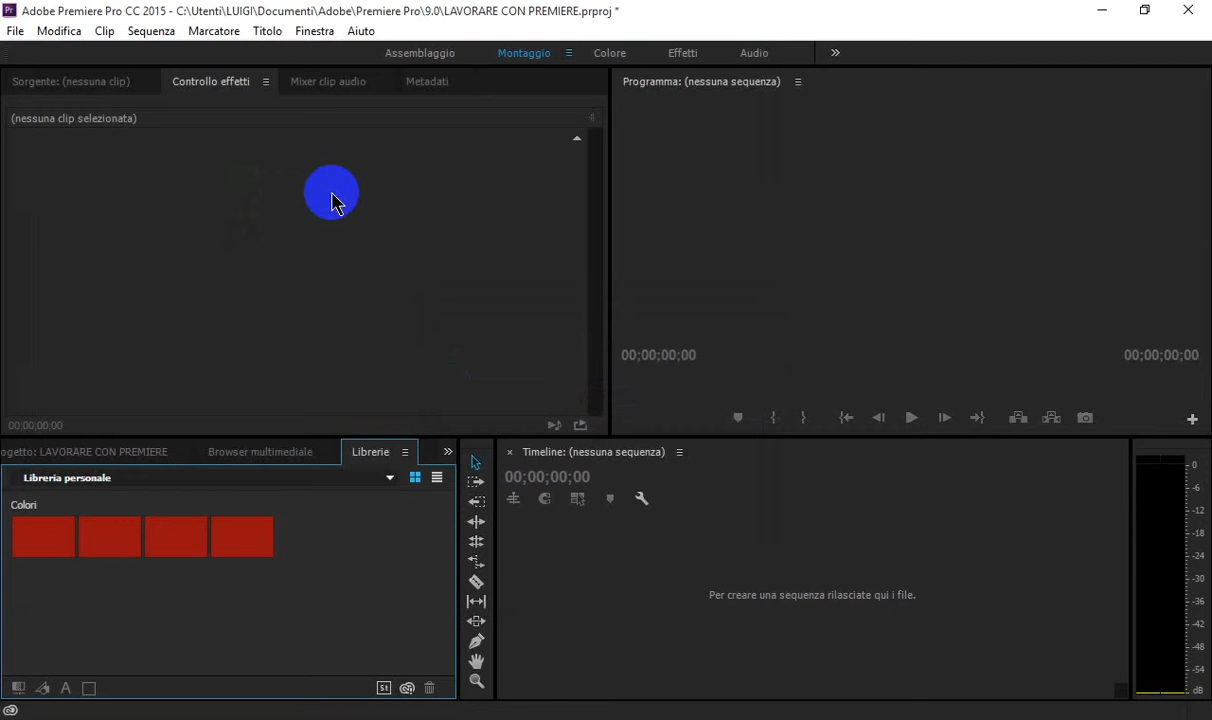 Adobe Premiere Pro CC 2015 - C:\Utenti\LUIGI\Documenti\Adobe\Premiere Pro\9.0\LAVORARE CON PREMIERE.prproj *
File Modifica Clip Sequenza Marcatore Titolo Finestra Aiuto
Assemblaggio Montaggio Colore Effetti Audio
Sorgente: (nessuna clip) Controllo effetti Mixer clip audio Metadati
Programma: (nessuna sequenza)
(nessuna clip selezionata)
00;00;00;00 00;00;00;00
00;00;00;00
ogetto: LAVORARE CON PREMIERE Browser multimediale Librerie
Timeline: (nessuna sequenza)
00;00;00;00
Libreria personale
Colori
Per creare una sequenza rilasciate qui i file.
0
-6
-12
-18
-24
-30
-36
-42
-48
-54
dB
St